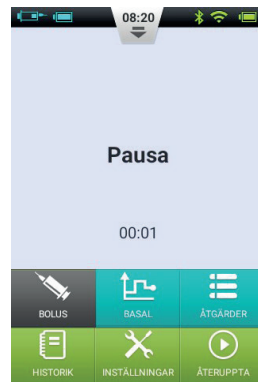 08:20
Pausa
00:01
BOLUS BASAL ÅTGÄRDER
HISTORIK INSTÄLLNINGAR ÅTERUPPTA